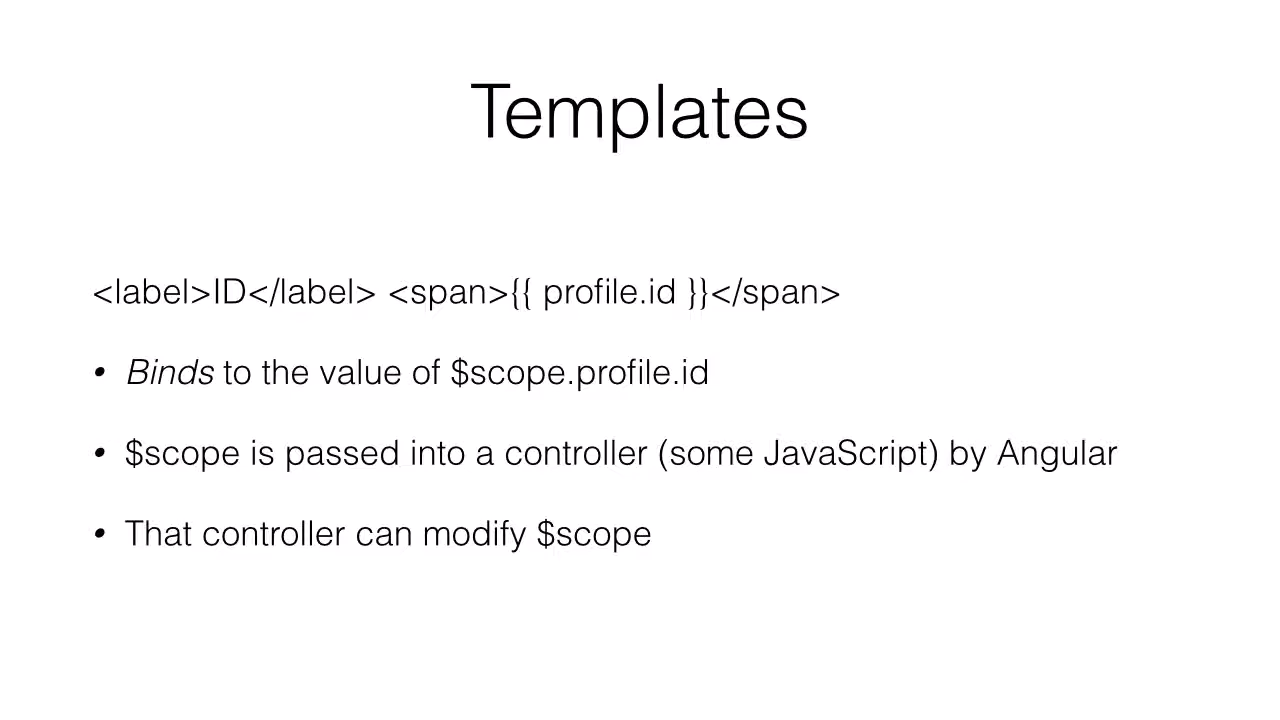 Templates
<label>ID</label> <span>{{ profile.id }}</span>
• Binds to the value of $scope.profile.id
• $scope is passed into a controller (some JavaScript) by Angular
• That controller can modify $scope